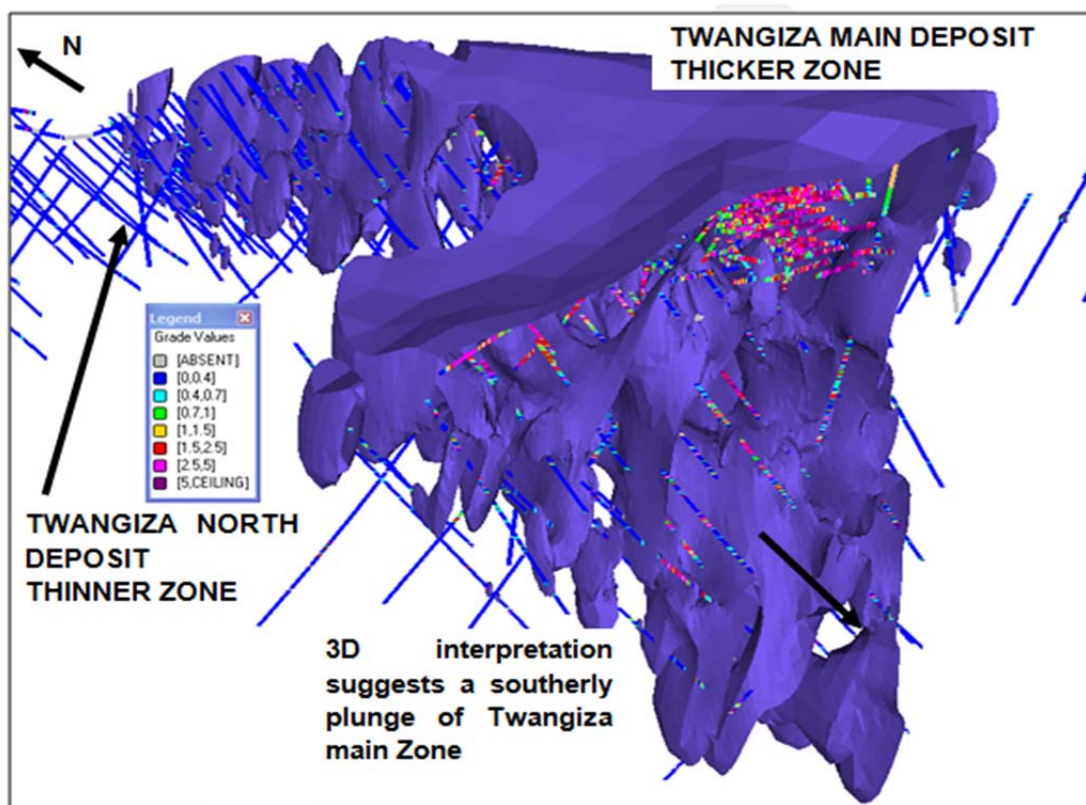 N
TWANGIZA MAIN DEPOSIT
THICKER ZONE
Legend
Grade Values
[ABSENT]
[0,0.4]
[0.4,0.7]
[0.7,1]
[1,1.5]
[1.5,2.5]
[2.5,5]
[5,CEILING]
TWANGIZA NORTH
DEPOSIT
THINNER ZONE
3D interpretation
suggests a southerly
plunge of Twangiza
main Zone